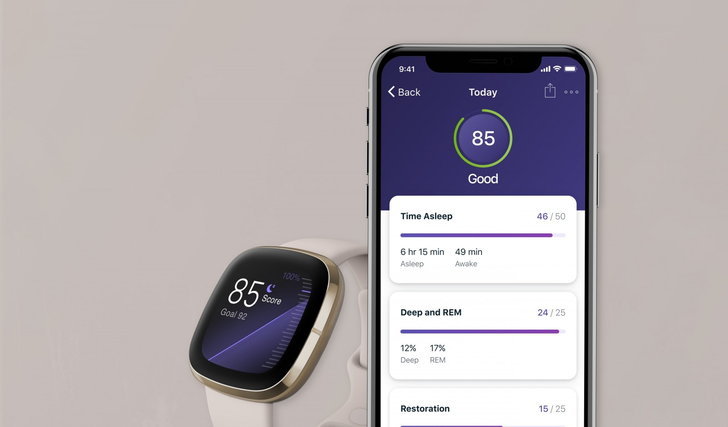 9:41
Back
Today
85
Good
Time Asleep 46 / 50
6 hr 15 min 49 min
Asleep Awake
Deep and REM 24 / 25
12% 17%
Deep REM
Restoration 15 / 25
100%
85 Score
Goal 92